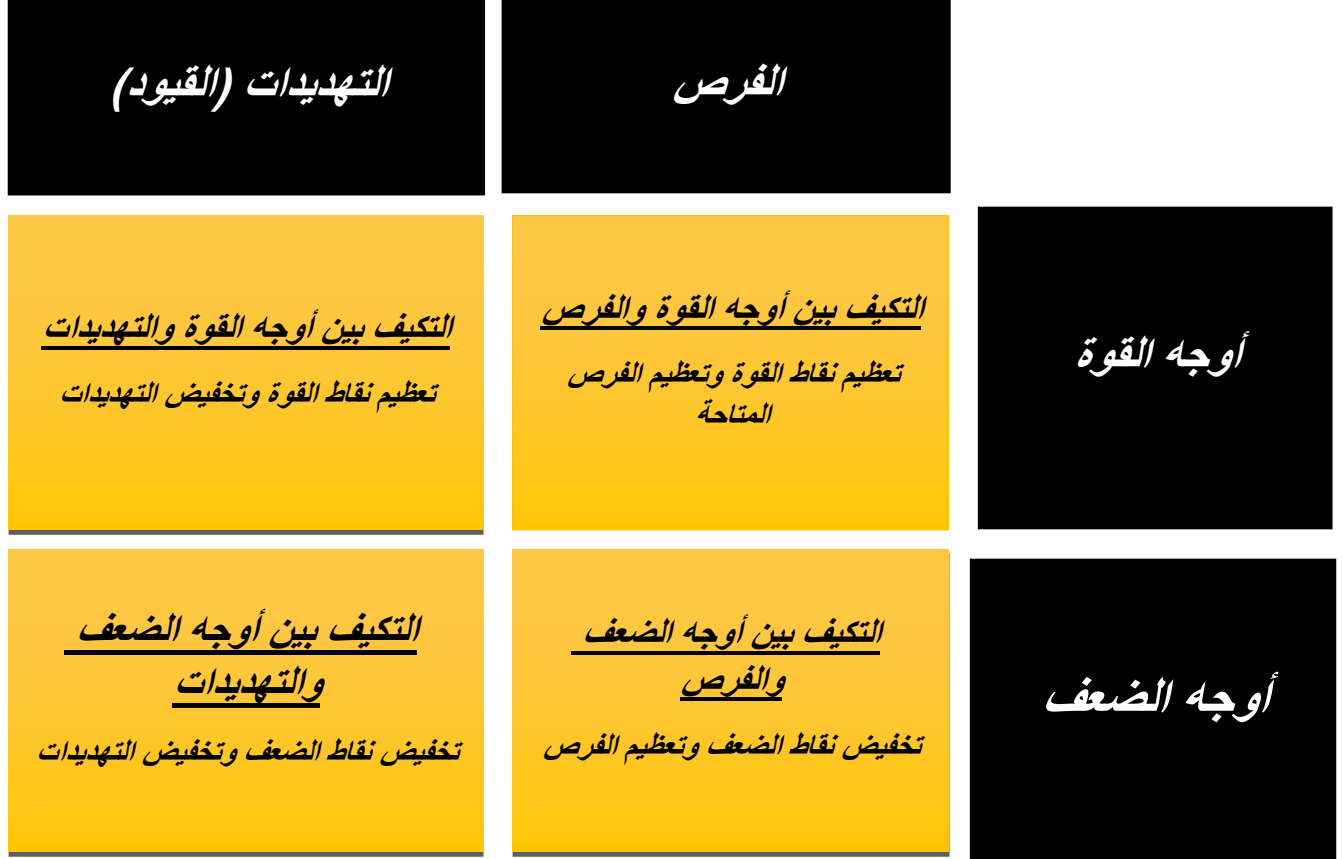 الفرص
التهديدات (القيود)
أوجه القوة
التكيف بين أوجه القوة والفرص
تعظيم نقاط القوة وتعظيم الفرص
المتاحة
التكيف بين أوجه القوة والتهديدات
تعظيم نقاط القوة وتخفيض التهديدات
أوجه الضعف
التكيف بين أوجه الضعف
والفرص
تخفيض نقاط الضعف وتعظيم الفرص
التكيف بين أوجه الضعف
والتهديدات
تخفيض نقاط الضعف وتخفيض التهديدات